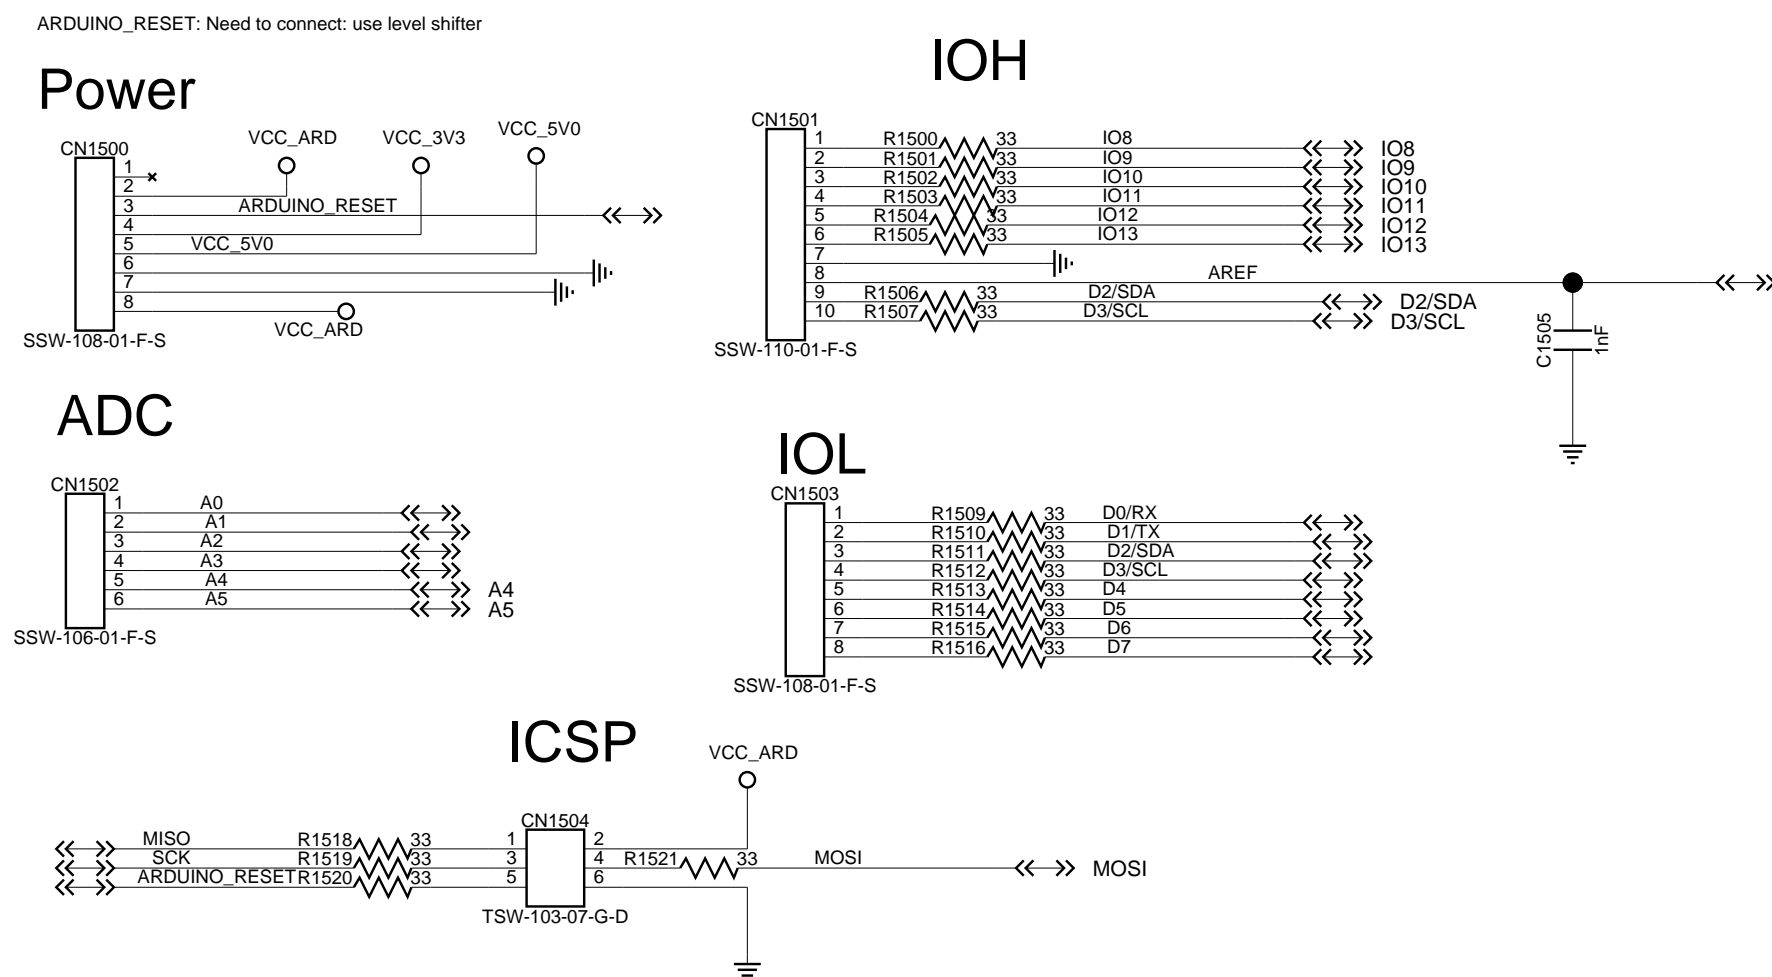 ARDUINO_RESET: Need to connect: use level shifter
Power
CN1500
VCC_ARD
VCC_3V3
VCC_5V0
1
2
3 ARDUINO_RESET
4
5 VCC_5V0
6
7
8
VCC_ARD
SSW-108-01-F-S
IOH
CN1501
1 R1500 33 IO8 IO8
2 R1501 33 IO9 IO9
3 R1502 33 IO10 IO10
4 R1503 33 IO11 IO11
5 R1504 33 IO12 IO12
6 R1505 33 IO13 IO13
7
8 AREF
9 R1506 33 D2/SDA D2/SDA
10 R1507 33 D3/SCL D3/SCL
SSW-110-01-F-S
C1505
1nF
ADC
CN1502
1 A0
2 A1
3 A2
4 A3
5 A4 A4
6 A5 A5
SSW-106-01-F-S
IOL
CN1503
1 R1509 33 D0/RX
2 R1510 33 D1/TX
3 R1511 33 D2/SDA
4 R1512 33 D3/SCL
5 R1513 33 D4
6 R1514 33 D5
7 R1515 33 D6
8 R1516 33 D7
SSW-108-01-F-S
ICSP
VCC_ARD
CN1504
MISO R1518 33 1 2
SCK R1519 33 3 4 R1521 33 MOSI MOSI
ARDUINO_RESET R1520 33 5 6
TSW-103-07-G-D